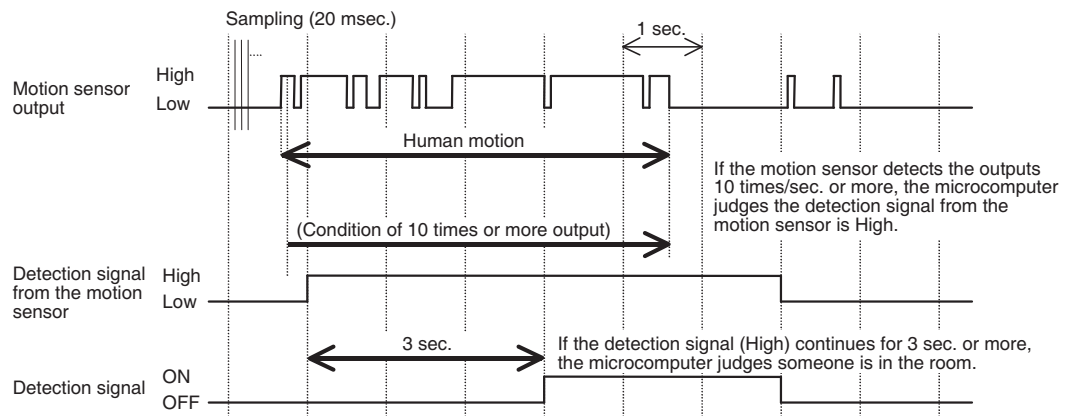 Sampling (20 msec.)
....
1 sec.
Motion sensor
output
High
Low
Human motion
If the motion sensor detects the outputs
10 times/sec. or more, the microcomputer
judges the detection signal from the
motion sensor is High.
(Condition of 10 times or more output)
Detection signal
from the motion
sensor
High
Low
3 sec.
If the detection signal (High) continues for 3 sec. or more,
the microcomputer judges someone is in the room.
Detection signal
ON
OFF